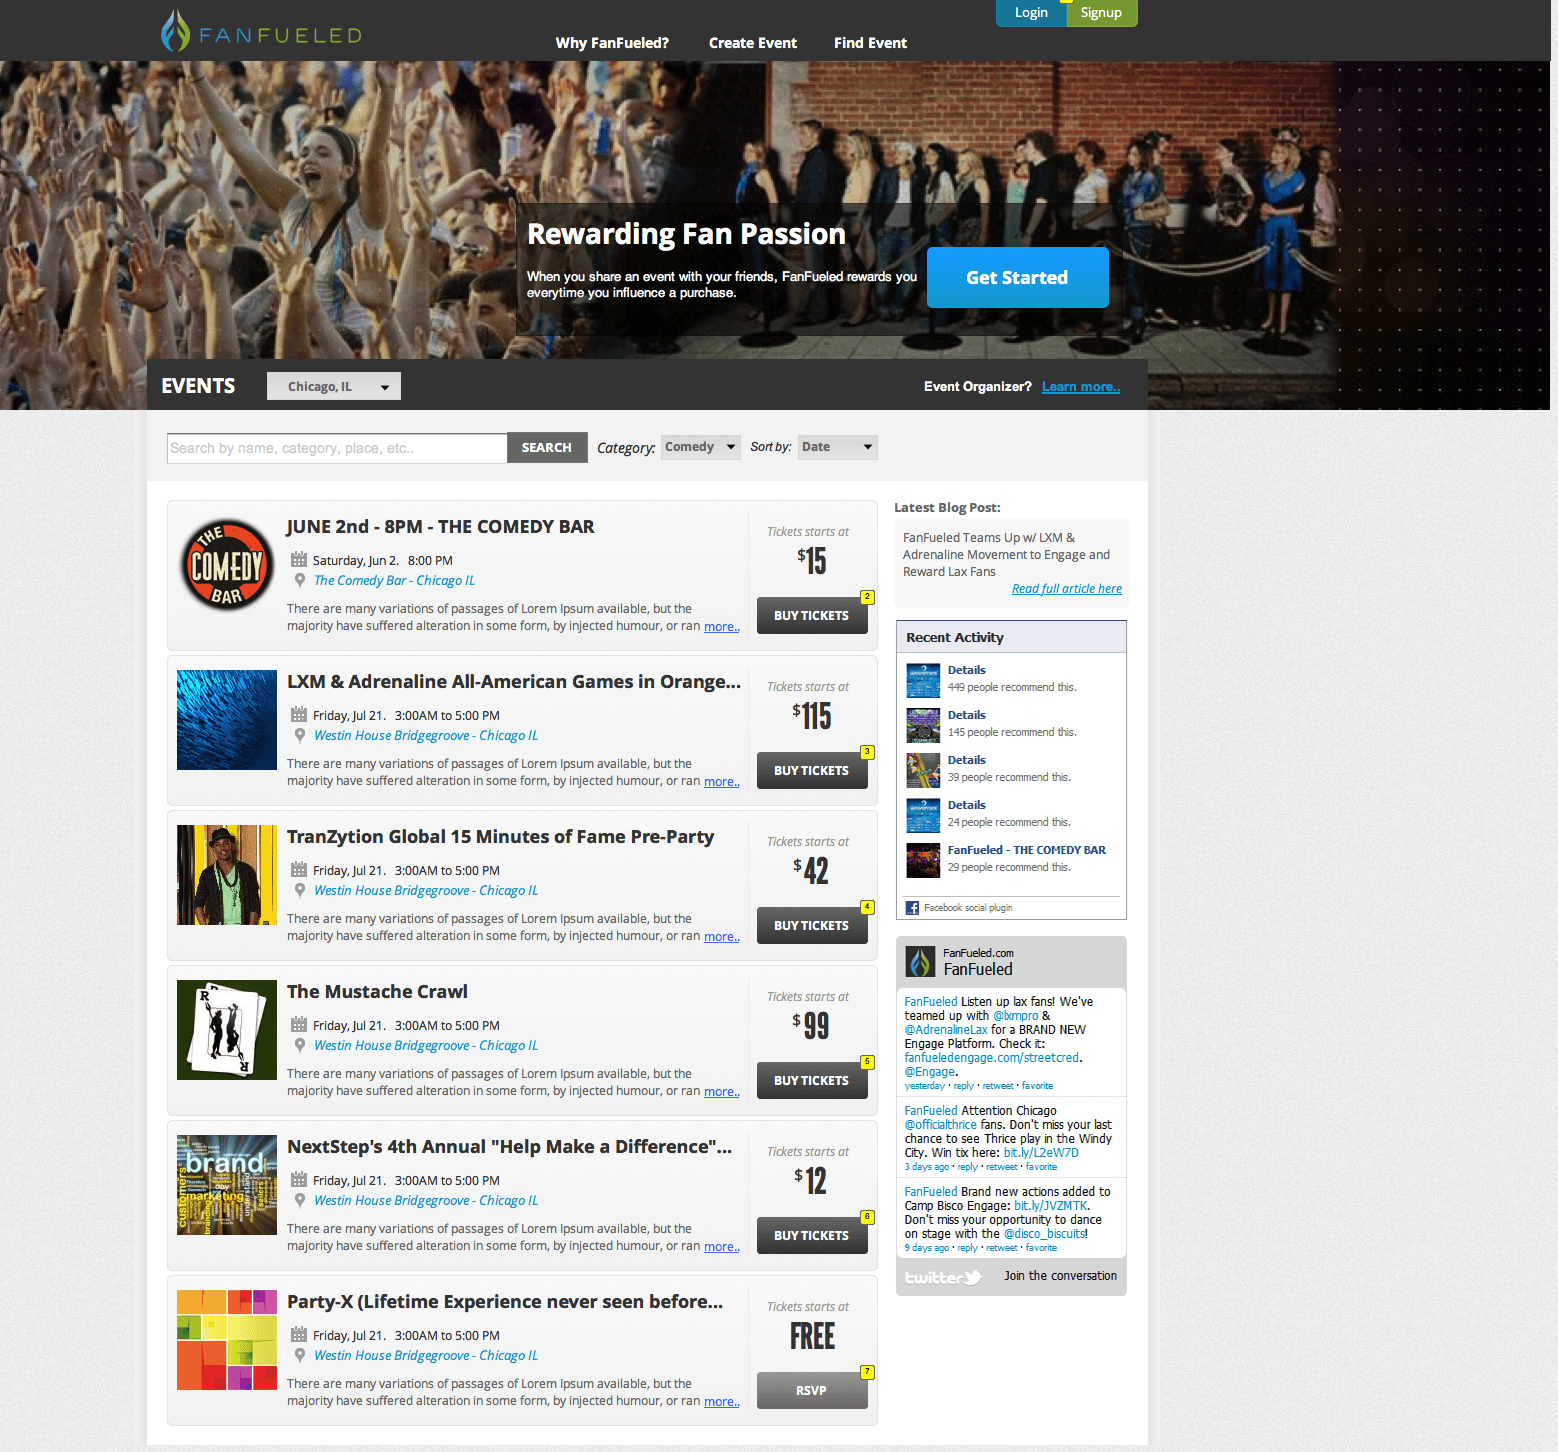 FANFUELED
Login
Signup
Why FanFueled?
Create Event
Find Event
Rewarding Fan Passion
When you share an event with your friends, FanFueled rewards you
everytime you influence a purchase.
Get Started
EVENTS
Chicago, IL
Event Organizer? Learn more..
Search by name, category, place, etc..
SEARCH
Category: Comedy
Sort by: Date
THE
COMEDY
BAR
JUNE 2nd - 8PM - THE COMEDY BAR
Saturday, Jun 2. 8:00 PM
The Comedy Bar - Chicago IL
There are many variations of passages of Lorem Ipsum available, but the
majority have suffered alteration in some form, by injected humour, or ran more..
Tickets starts at
$15
2
BUY TICKETS
LXM & Adrenaline All-American Games in Orange...
Friday, Jul 21. 3:00AM to 5:00 PM
Westin House Bridgegroove - Chicago IL
There are many variations of passages of Lorem Ipsum available, but the
majority have suffered alteration in some form, by injected humour, or ran more..
Tickets starts at
$115
3
BUY TICKETS
TranZytion Global 15 Minutes of Fame Pre-Party
Friday, Jul 21. 3:00AM to 5:00 PM
Westin House Bridgegroove - Chicago IL
There are many variations of passages of Lorem Ipsum available, but the
majority have suffered alteration in some form, by injected humour, or ran more..
Tickets starts at
$42
4
BUY TICKETS
R
R
The Mustache Crawl
Friday, Jul 21. 3:00AM to 5:00 PM
Westin House Bridgegroove - Chicago IL
There are many variations of passages of Lorem Ipsum available, but the
majority have suffered alteration in some form, by injected humour, or ran more..
Tickets starts at
$99
5
BUY TICKETS
brand
marketing
customers
branding
understand
sellers
day
NextStep's 4th Annual "Help Make a Difference"...
Friday, Jul 21. 3:00AM to 5:00 PM
Westin House Bridgegroove - Chicago IL
There are many variations of passages of Lorem Ipsum available, but the
majority have suffered alteration in some form, by injected humour, or ran more..
Tickets starts at
$12
6
BUY TICKETS
Party-X (Lifetime Experience never seen before...
Friday, Jul 21. 3:00AM to 5:00 PM
Westin House Bridgegroove - Chicago IL
There are many variations of passages of Lorem Ipsum available, but the
majority have suffered alteration in some form, by injected humour, or ran more..
Tickets starts at
FREE
7
RSVP
Latest Blog Post:
FanFueled Teams Up w/ LXM &
Adrenaline Movement to Engage and
Reward Lax Fans
Read full article here
Recent Activity
Details
449 people recommend this.
Details
145 people recommend this.
Details
39 people recommend this.
Details
24 people recommend this.
FanFueled - THE COMEDY BAR
29 people recommend this.
Facebook social plugin
FanFueled.com
FanFueled
FanFueled Listen up lax fans! We've
teamed up with @lxmpro &
@AdrenalineLax for a BRAND NEW
Engage Platform. Check it:
fanfueledengage.com/streetcred.
@Engage.
yesterday · reply · retweet · favorite
FanFueled Attention Chicago
@officialthrice fans. Don't miss your last
chance to see Thrice play in the Windy
City. Win tix here: bit.ly/L2eW7D
3 days ago · reply · retweet · favorite
FanFueled Brand new actions added to
Camp Bisco Engage: bit.ly/JVZMTK.
Don't miss your opportunity to dance
on stage with the @disco_biscuits!
9 days ago · reply · retweet · favorite
twitter
Join the conversation